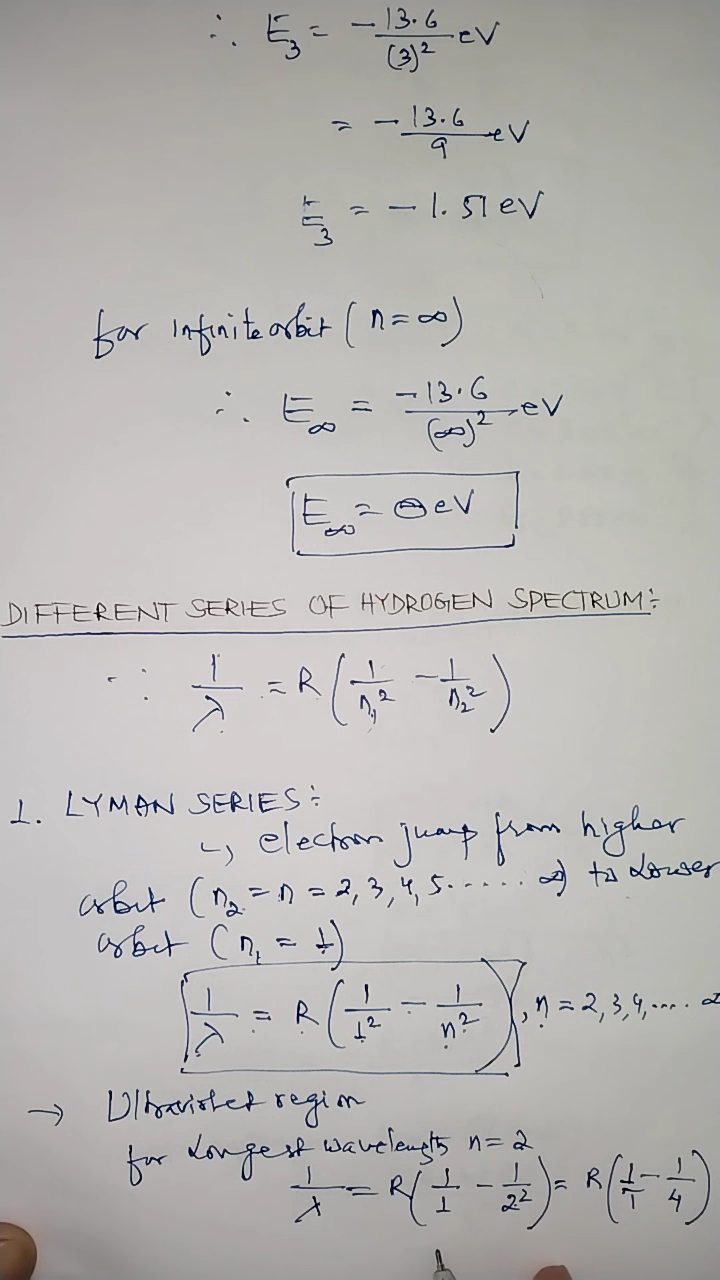 ∴ E₃ = -13.6/(3)² eV
= -13.6/9 eV
E₃ = -1.51 eV
for infinite orbit (n=∞)
∴ E∞ = -13.6/(∞)² eV
E∞ = 0 eV
DIFFERENT SERIES OF HYDROGEN SPECTRUM:
∵ 1/λ = R(1/n₁² - 1/n₂²)
1. LYMAN SERIES:
↳ electron jump from higher
orbit (n₂ = n = 2,3,4,5...... ∞) to Lower
orbit (n₁ = 1)
1/λ = R(1/1² - 1/n²), n = 2,3,4,.... ∞
→ Ultraviolet region
for Longest wavelength n=2
1/λ = R(1/1 - 1/2²) = R(1/1 - 1/4)